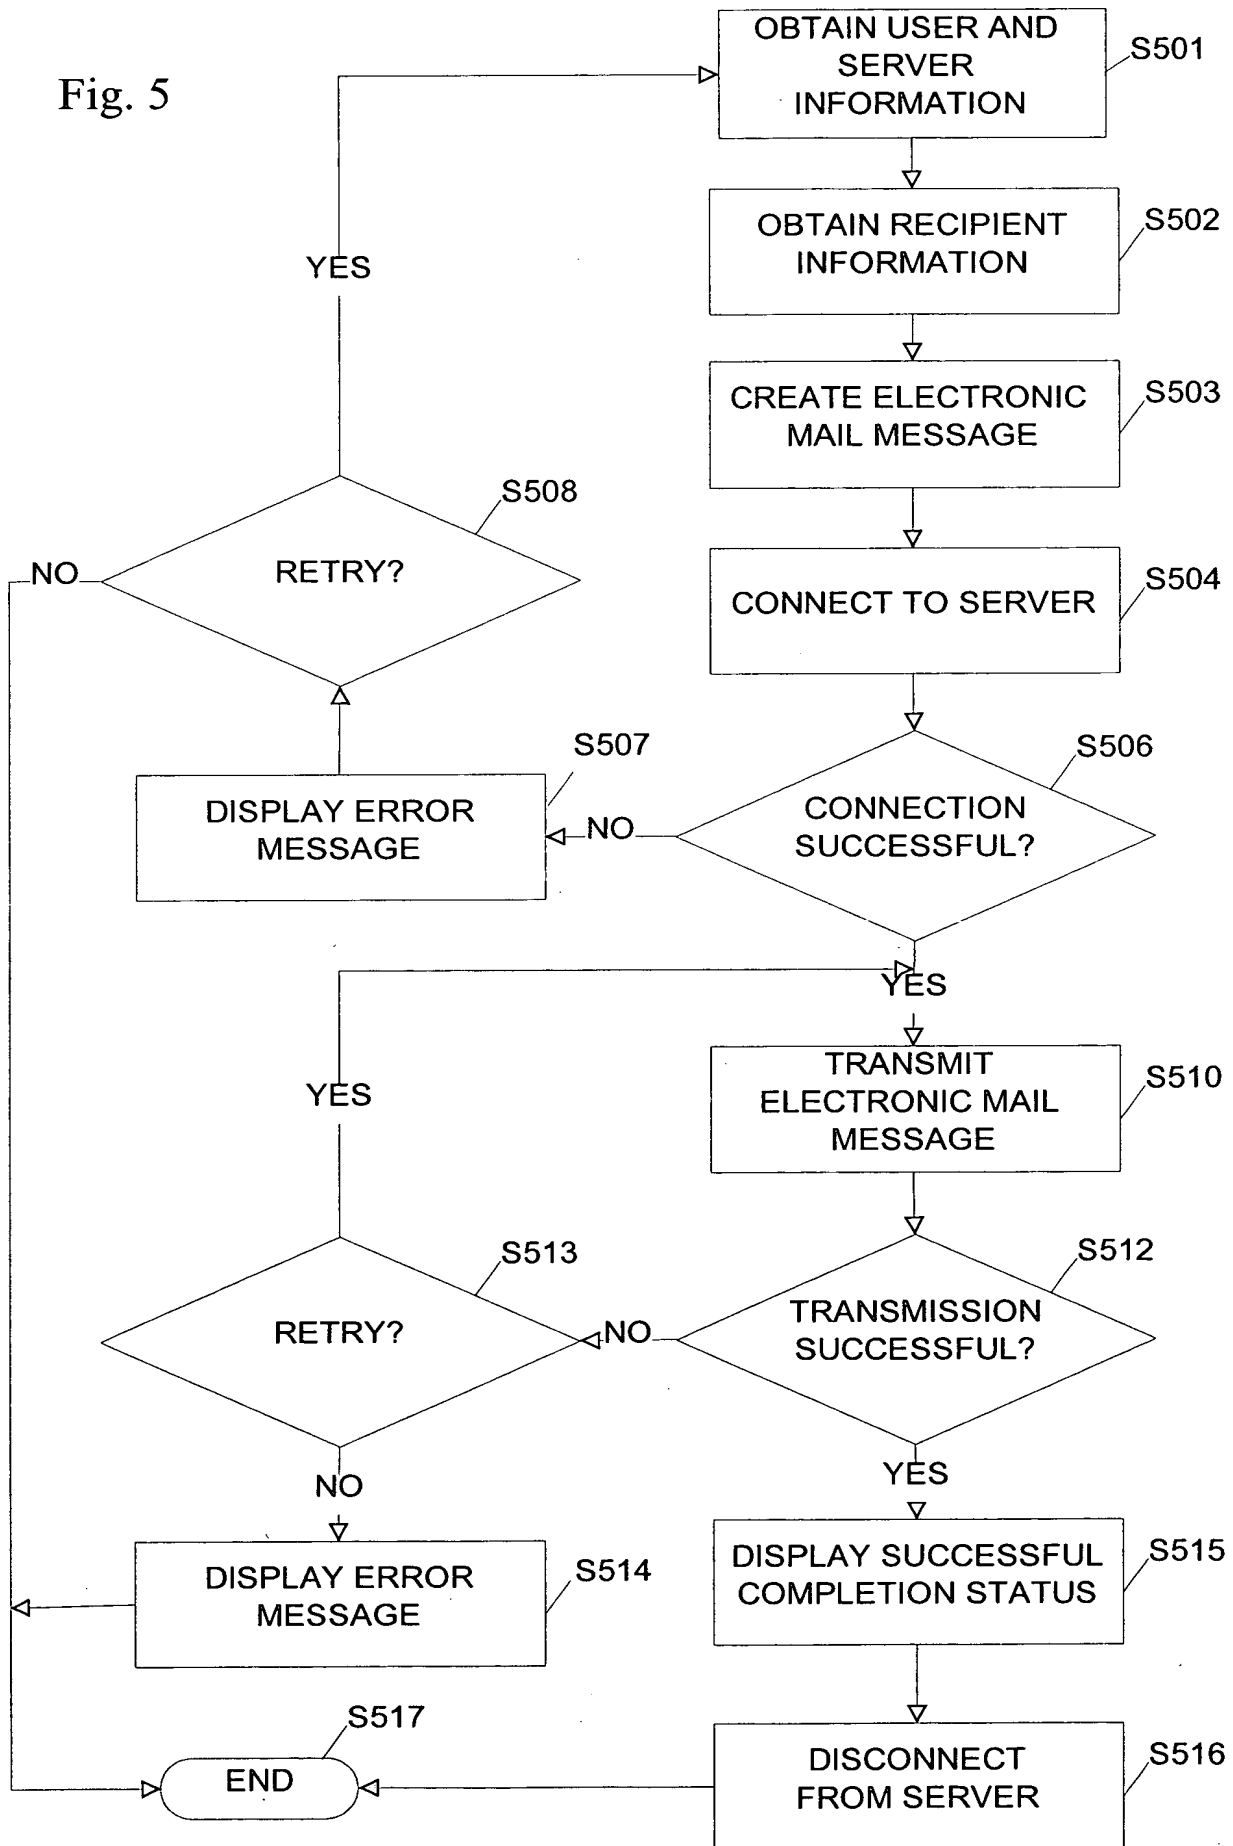 Fig. 5
OBTAIN USER AND
SERVER
INFORMATION
S501
OBTAIN RECIPIENT
INFORMATION
S502
YES
CREATE ELECTRONIC
MAIL MESSAGE
S503
S508
RETRY?
NO
CONNECT TO SERVER
S504
S507
DISPLAY ERROR
MESSAGE
NO
S506
CONNECTION
SUCCESSFUL?
YES
YES
TRANSMIT
ELECTRONIC MAIL
MESSAGE
S510
S513
RETRY?
NO
S512
TRANSMISSION
SUCCESSFUL?
NO
YES
DISPLAY ERROR
MESSAGE
S514
DISPLAY SUCCESSFUL
COMPLETION STATUS
S515
S517
END
DISCONNECT
FROM SERVER
S516